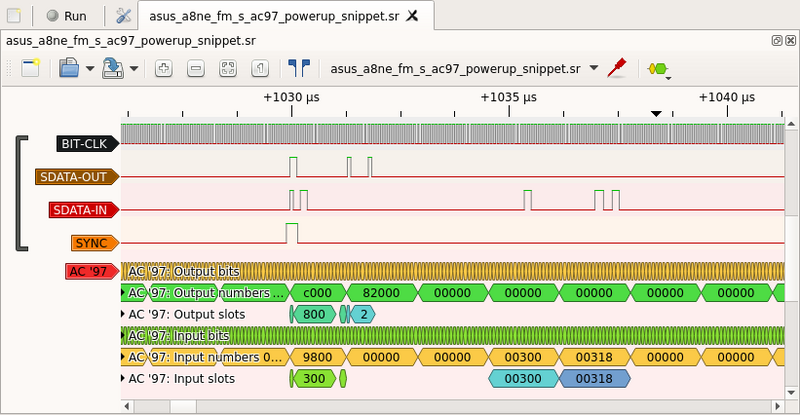 Run asus_a8ne_fm_s_ac97_powerup_snippet.sr
asus_a8ne_fm_s_ac97_powerup_snippet.sr
asus_a8ne_fm_s_ac97_powerup_snippet.sr
+1030 µs +1035 µs +1040 µs
BIT-CLK
SDATA-OUT
SDATA-IN
SYNC
AC '97 AC '97: Output bits
AC '97: Output numbers ... c000 82000 00000 00000 00000 00000 00000
AC '97: Output slots 800 2
AC '97: Input bits
AC '97: Input numbers 0... 9800 00000 00000 00300 00318 00000 00000
AC '97: Input slots 300 00300 00318